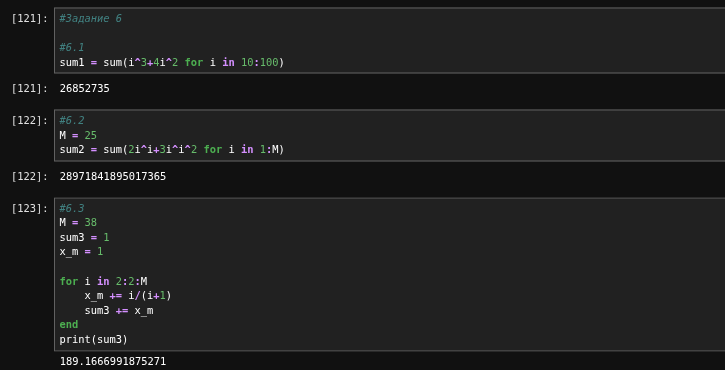 [121]: #Задание 6
#6.1
sum1 = sum(i^3+4i^2 for i in 10:100)
[121]: 26852735
[122]: #6.2
M = 25
sum2 = sum(2i^i+3i^i^2 for i in 1:M)
[122]: 28971841895017365
[123]: #6.3
M = 38
sum3 = 1
x_m = 1
for i in 2:2:M
x_m += i/(i+1)
sum3 += x_m
end
print(sum3)
189.1666991875271